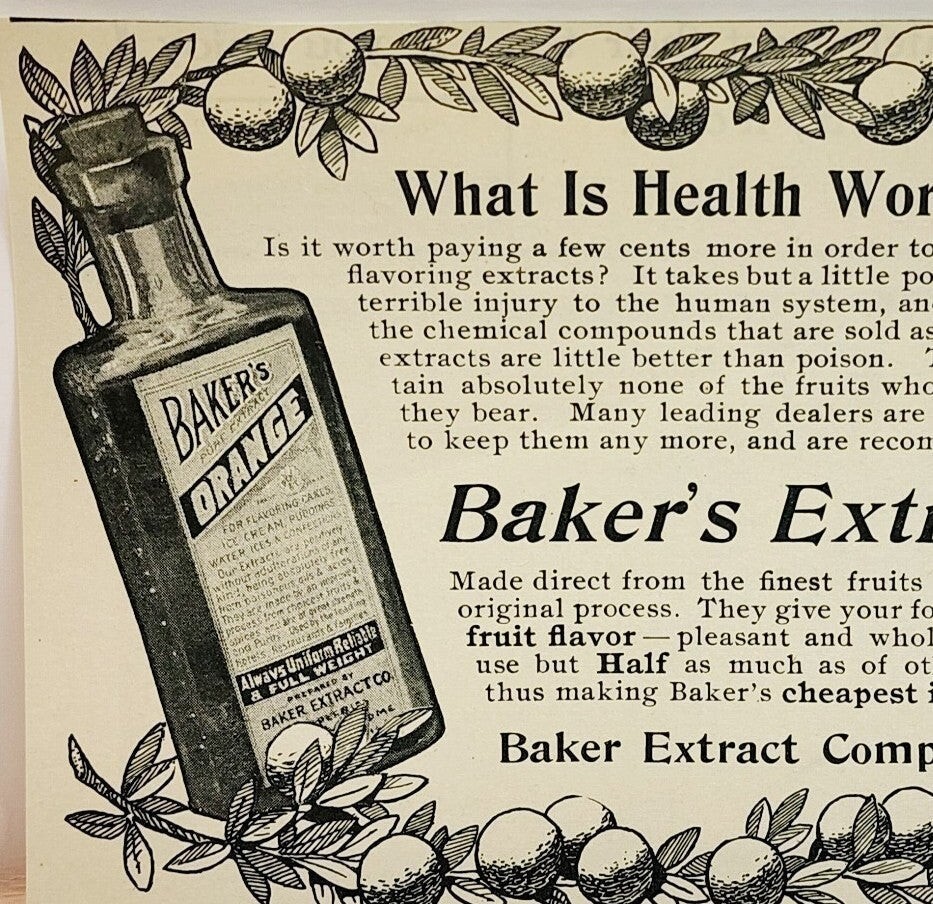 What Is Health Wor
Is it worth paying a few cents more in order to
flavoring extracts? It takes but a little po
terrible injury to the human system, an
the chemical compounds that are sold as
extracts are little better than poison.
tain absolutely none of the fruits who
they bear. Many leading dealers are
to keep them any more, and are recom
Baker's Extr
Made direct from the finest fruits
original process. They give your fo
fruit flavor — pleasant and whol
use but Half as much as of ot
thus making Baker's cheapest i
Baker Extract Comp
BAKER'S
PURE EXTRACT
ORANGE
FOR FLAVORING CAKES,
ICE CREAM, PUDDINGS,
WATER ICES & CONFECTIONS
Our Extracts are positively
Always Uniform Reliable
& FULL WEIGHT
PREPARED BY
BAKER EXTRACT CO.